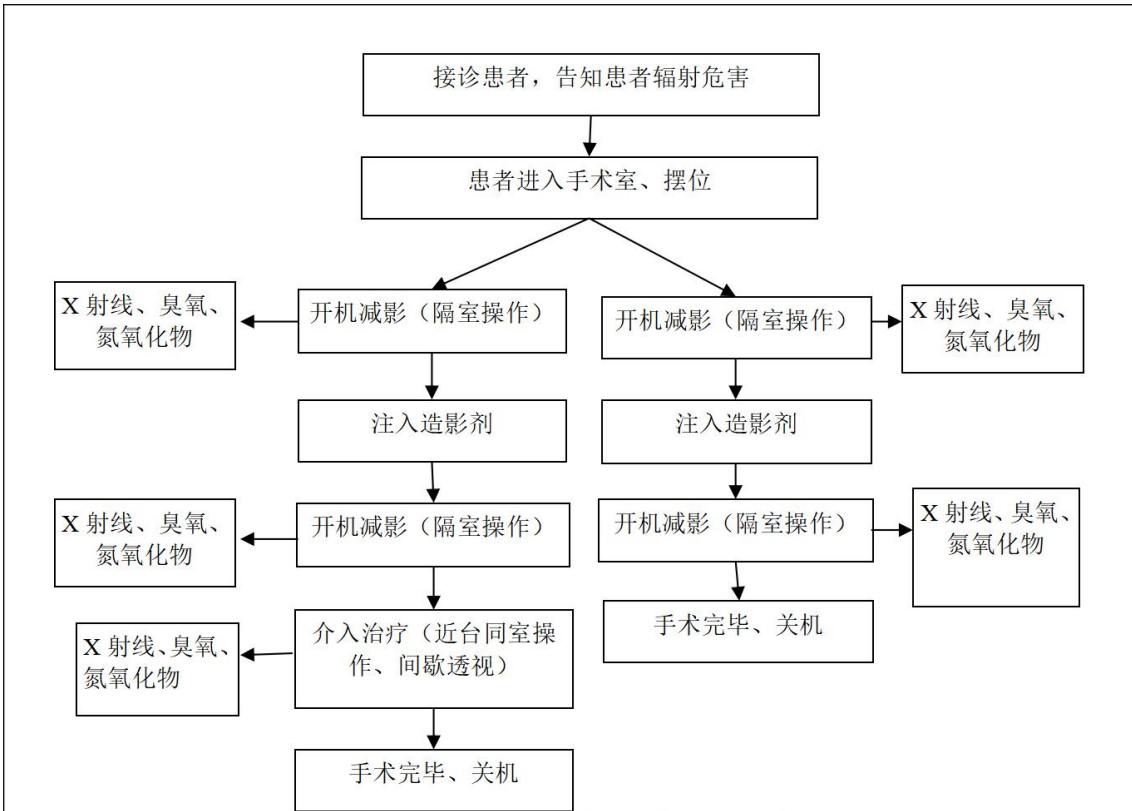 接诊患者，告知患者辐射危害
患者进入手术室、摆位
X 射线、臭氧、
氮氧化物
开机减影（隔室操作）
开机减影（隔室操作）
X 射线、臭氧、
氮氧化物
注入造影剂
注入造影剂
X 射线、臭氧、
氮氧化物
开机减影（隔室操作）
开机减影（隔室操作）
X 射线、臭氧、
氮氧化物
X 射线、臭氧、
氮氧化物
介入治疗（近台同室操
作、间歇透视）
手术完毕、关机
手术完毕、关机